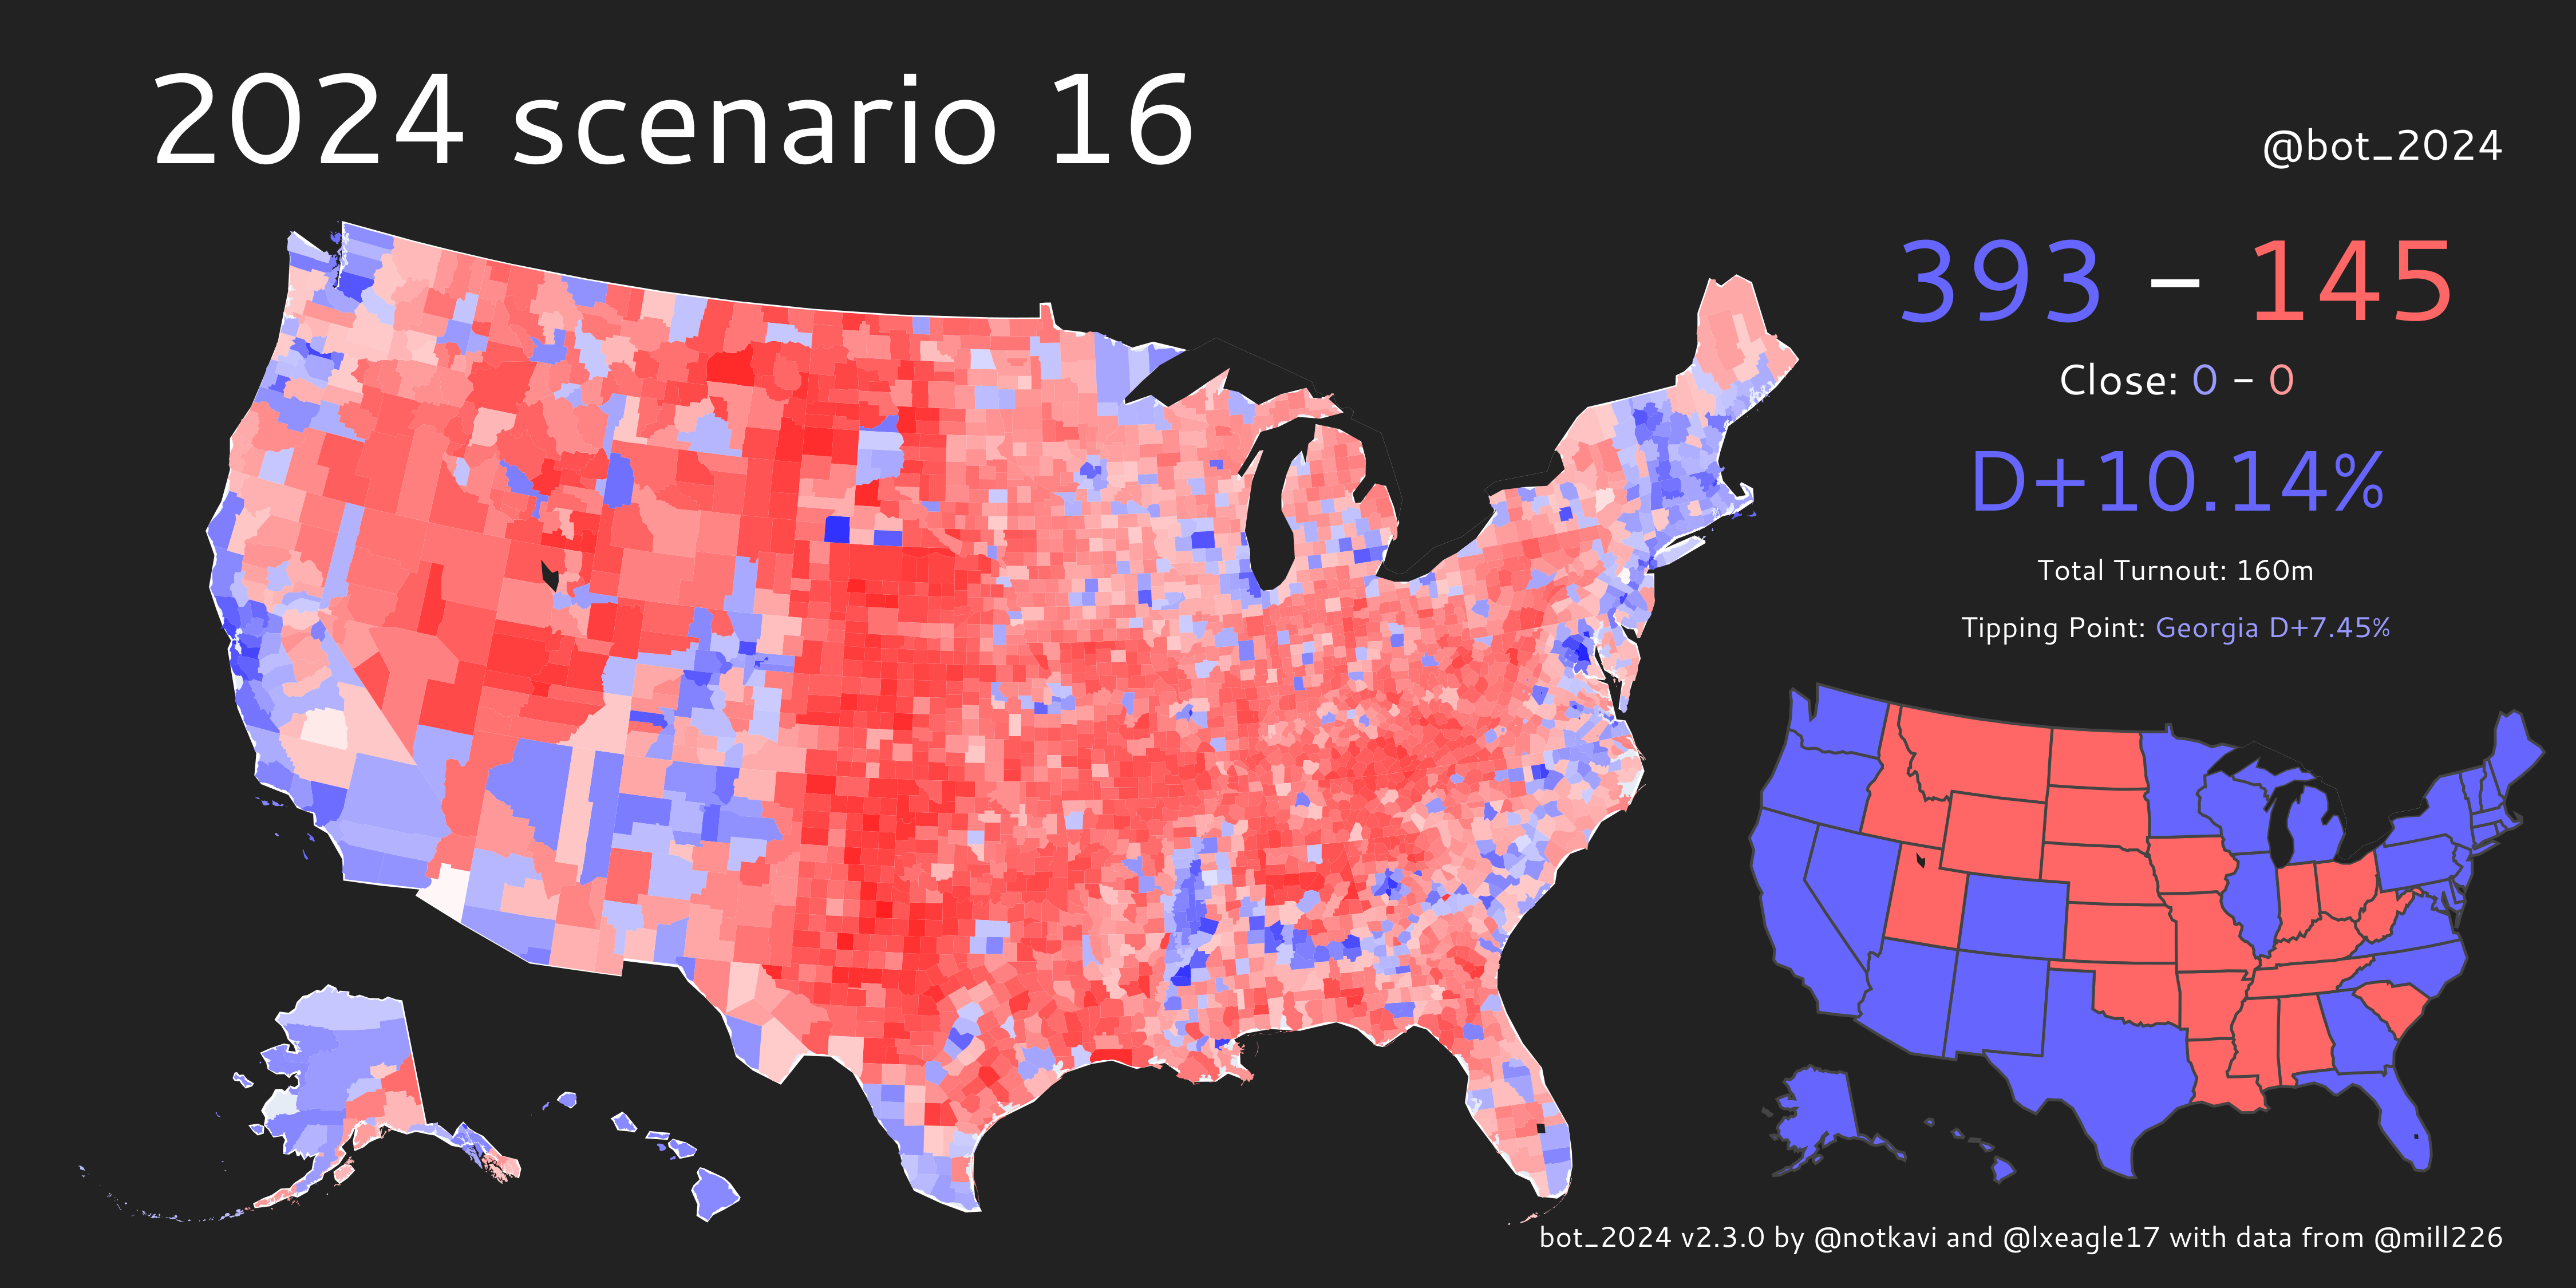 2024 scenario 16
@bot_2024
393 - 145
Close: 0 - 0
D+10.14%
Total Turnout: 160m
Tipping Point: Georgia D+7.45%
bot_2024 v2.3.0 by @notkavi and @lxeagle17 with data from @mill226